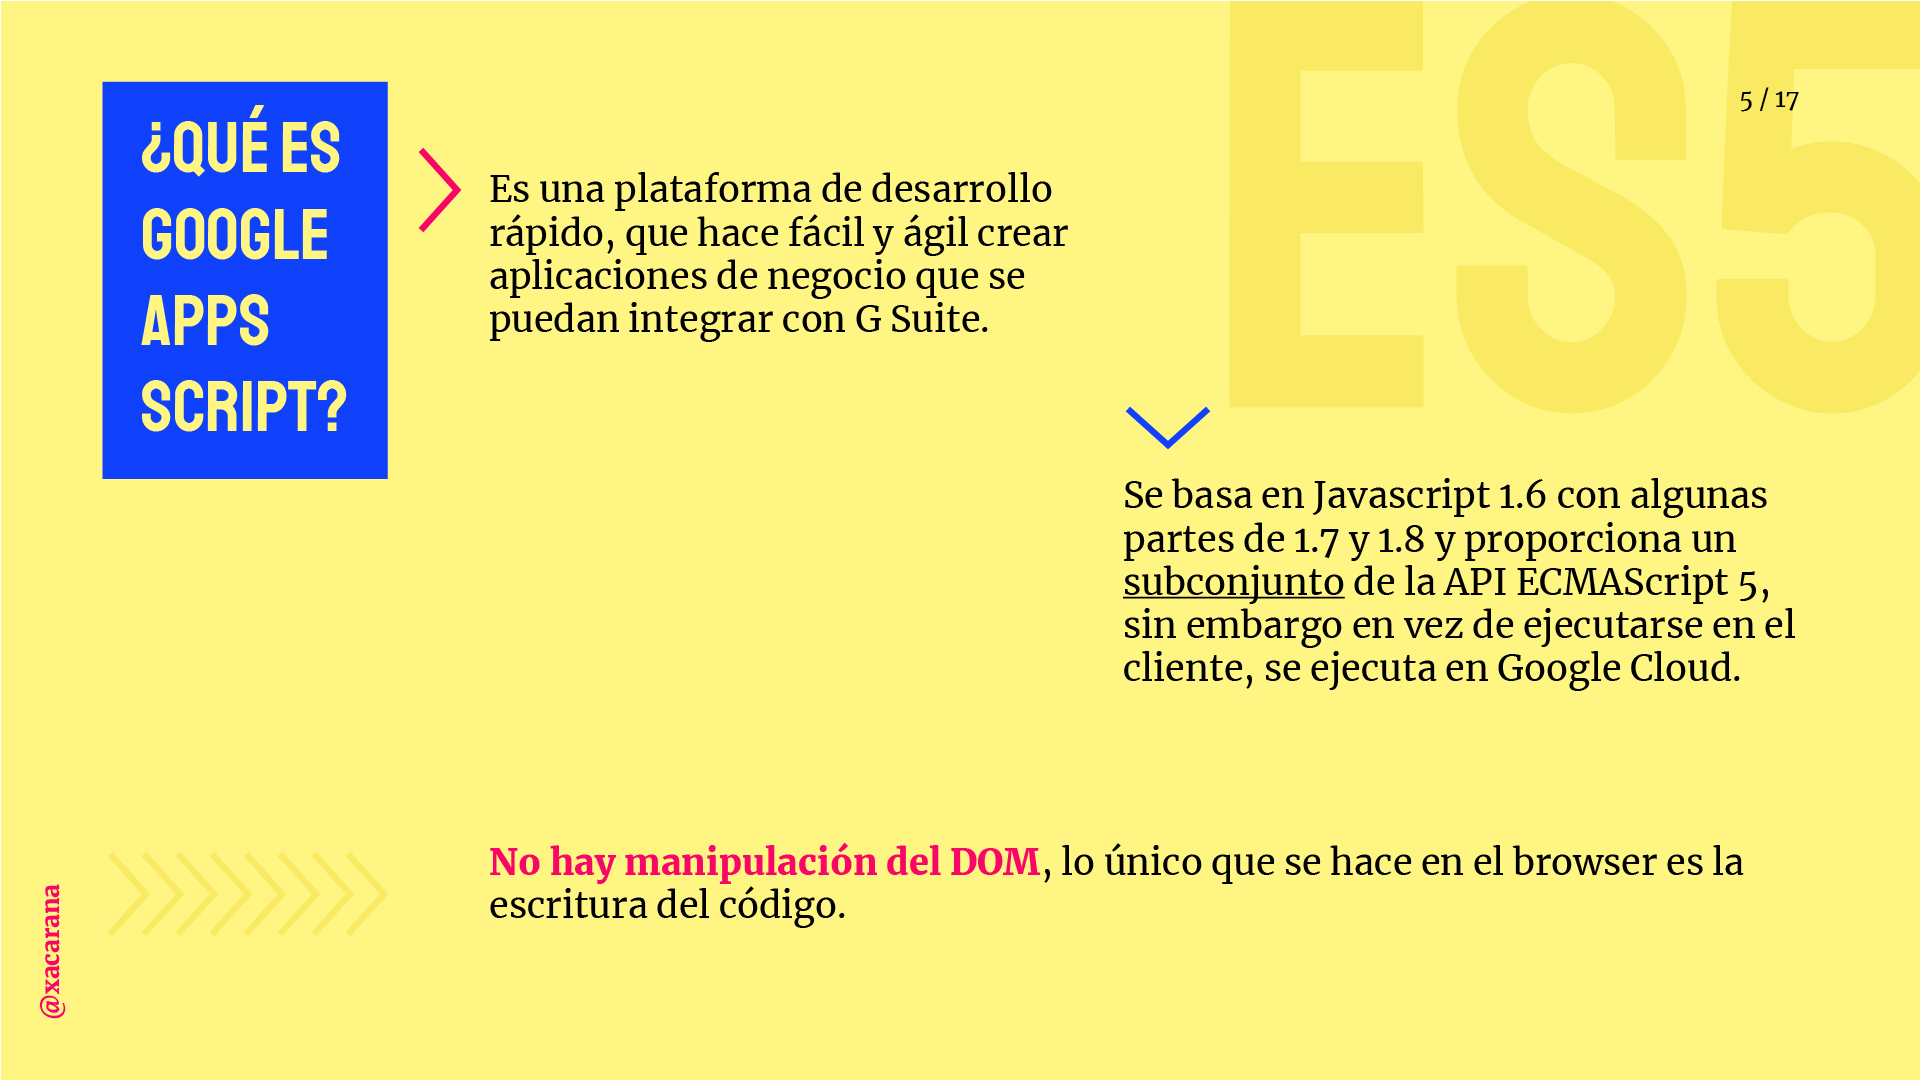 ES5
5 / 17
¿QUÉ ES
GOOGLE
APPS
SCRIPT?
Es una plataforma de desarrollo
rápido, que hace fácil y ágil crear
aplicaciones de negocio que se
puedan integrar con G Suite.
Se basa en Javascript 1.6 con algunas
partes de 1.7 y 1.8 y proporciona un
subconjunto de la API ECMAScript 5,
sin embargo en vez de ejecutarse en el
cliente, se ejecuta en Google Cloud.
No hay manipulación del DOM, lo único que se hace en el browser es la
escritura del código.
@xacarana